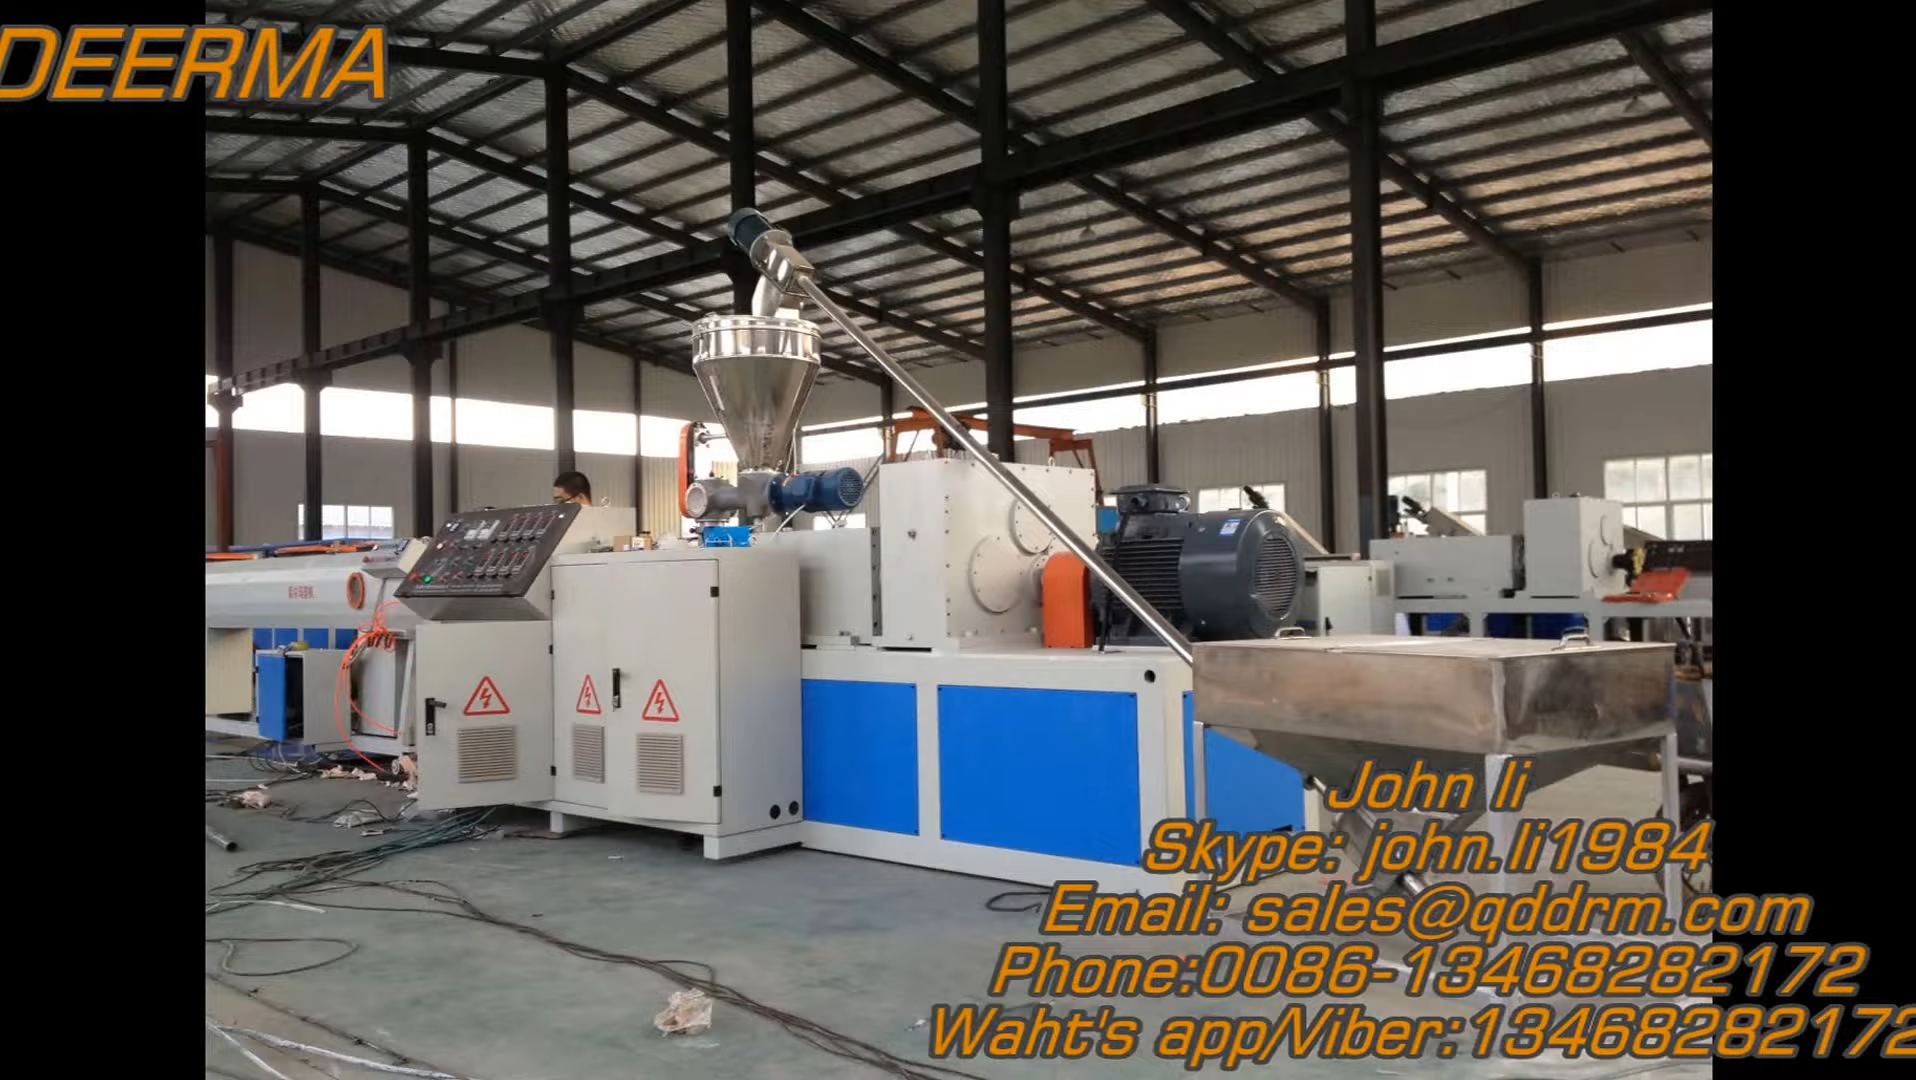 DEERMA
John li
Skype: john.li1984
Email: sales@qddrm.com
Phone:0086-13468282172
Waht's app/Viber:13468282172